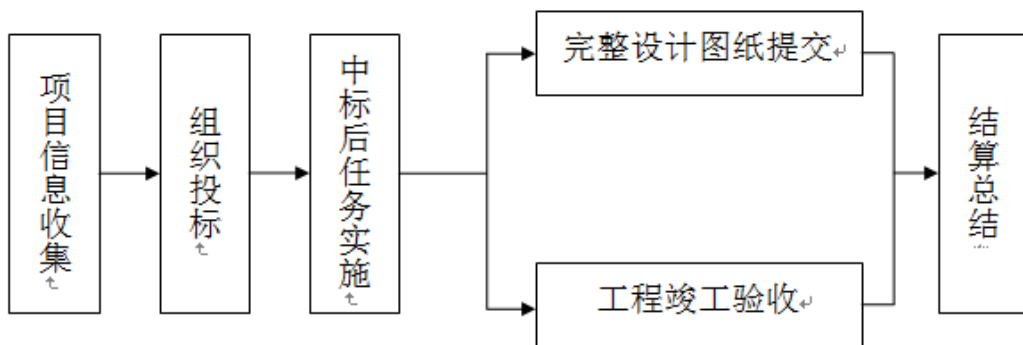 项目信息收集
组织投标
中标后任务实施
完整设计图纸提交
工程竣工验收
结算总结